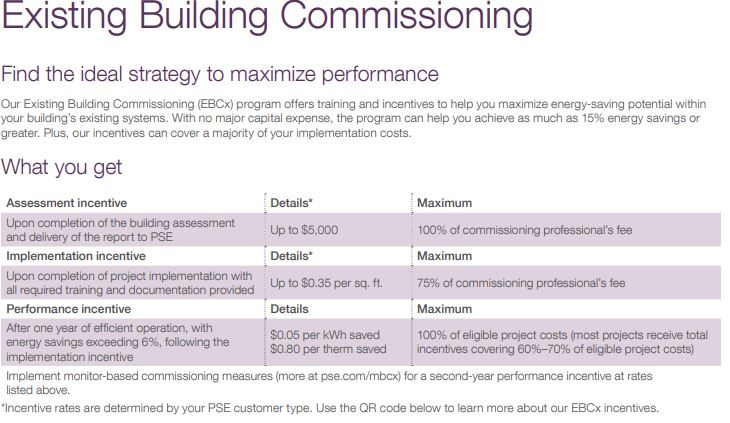 Existing Building Commissioning
Find the ideal strategy to maximize performance
Our Existing Building Commissioning (EBCx) program offers training and incentives to help you maximize energy-saving potential within
your building's existing systems. With no major capital expense, the program can help you achieve as much as 15% energy savings or
greater. Plus, our incentives can cover a majority of your implementation costs.
What you get
Assessment incentive Details* Maximum
Upon completion of the building assessment
and delivery of the report to PSE Up to $5,000 100% of commissioning professional's fee
Implementation incentive Details* Maximum
Upon completion of project implementation with
all required training and documentation provided Up to $0.35 per sq. ft. 75% of commissioning professional's fee
Performance incentive Details Maximum
After one year of efficient operation, with
energy savings exceeding 6%, following the
implementation incentive
$0.05 per kWh saved
$0.80 per therm saved
100% of eligible project costs (most projects receive total
incentives covering 60%–70% of eligible project costs)
Implement monitor-based commissioning measures (more at pse.com/mbcx) for a second-year performance incentive at rates
listed above.
*Incentive rates are determined by your PSE customer type. Use the QR code below to learn more about our EBCx incentives.